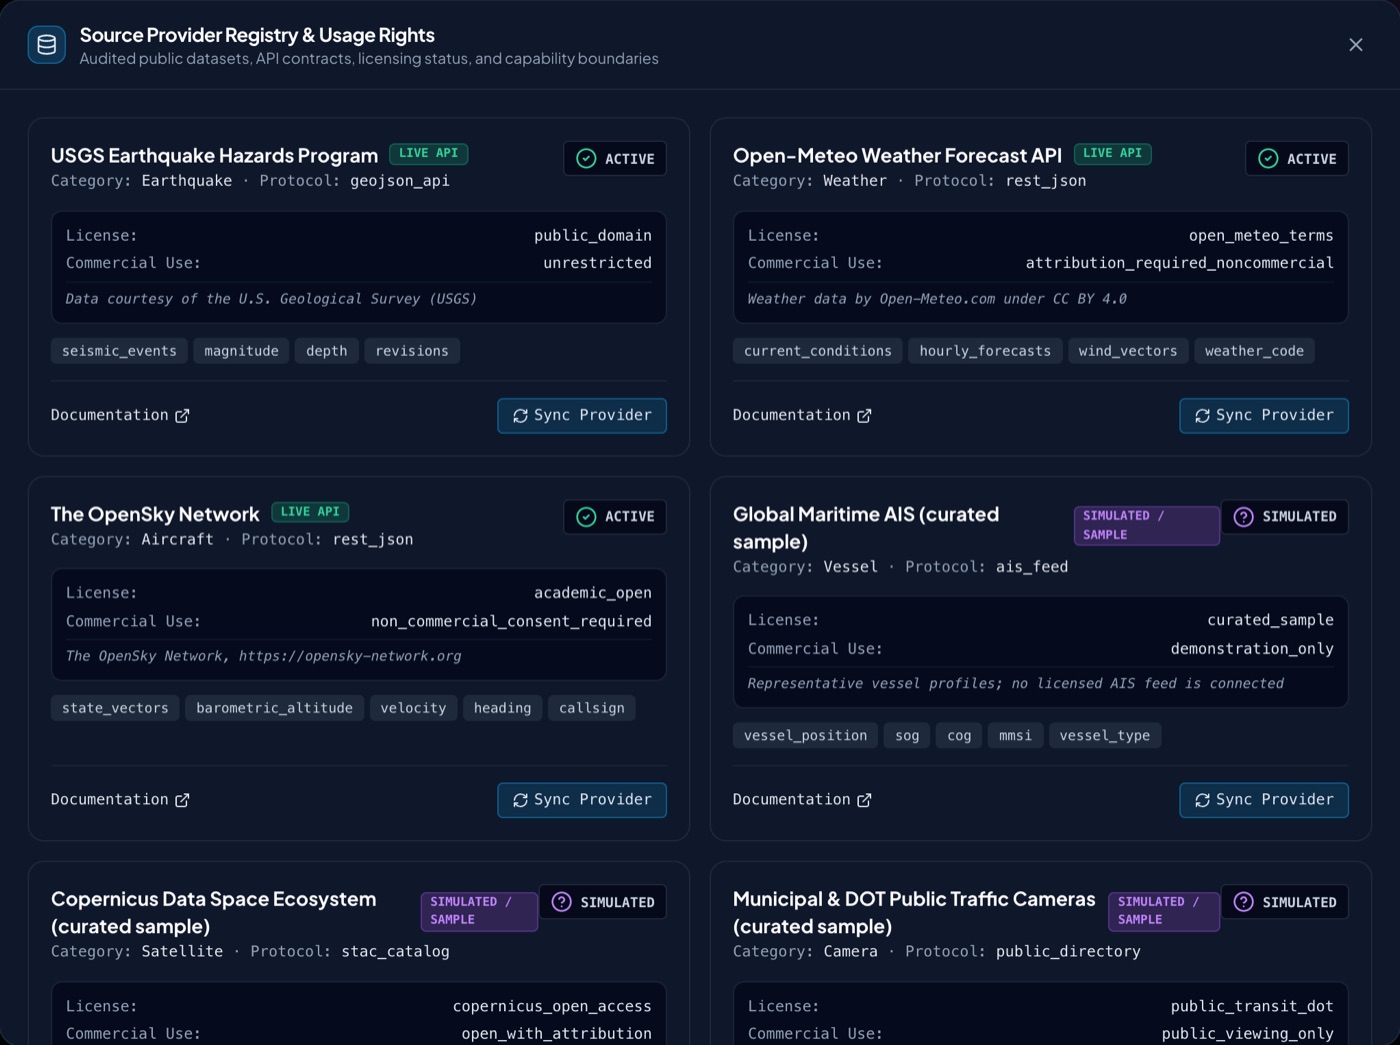 Source Provider Registry & Usage Rights
Audited public datasets, API contracts, licensing status, and capability boundaries
USGS Earthquake Hazards Program LIVE API ACTIVE
Category: Earthquake · Protocol: geojson_api
License: public_domain
Commercial Use: unrestricted
Data courtesy of the U.S. Geological Survey (USGS)
seismic_events magnitude depth revisions
Documentation Sync Provider
Open-Meteo Weather Forecast API LIVE API ACTIVE
Category: Weather · Protocol: rest_json
License: open_meteo_terms
Commercial Use: attribution_required_noncommercial
Weather data by Open-Meteo.com under CC BY 4.0
current_conditions hourly_forecasts wind_vectors weather_code
Documentation Sync Provider
The OpenSky Network LIVE API ACTIVE
Category: Aircraft · Protocol: rest_json
License: academic_open
Commercial Use: non_commercial_consent_required
The OpenSky Network, https://opensky-network.org
state_vectors barometric_altitude velocity heading callsign
Documentation Sync Provider
Global Maritime AIS (curated
sample)
SIMULATED /
SAMPLE
SIMULATED
Category: Vessel · Protocol: ais_feed
License: curated_sample
Commercial Use: demonstration_only
Representative vessel profiles; no licensed AIS feed is connected
vessel_position sog cog mmsi vessel_type
Documentation Sync Provider
Copernicus Data Space Ecosystem
(curated sample)
SIMULATED /
SAMPLE
SIMULATED
Category: Satellite · Protocol: stac_catalog
License: copernicus_open_access
Commercial Use: open_with_attribution
Municipal & DOT Public Traffic Cameras
(curated sample)
SIMULATED /
SAMPLE
SIMULATED
Category: Camera · Protocol: public_directory
License: public_transit_dot
Commercial Use: public_viewing_only